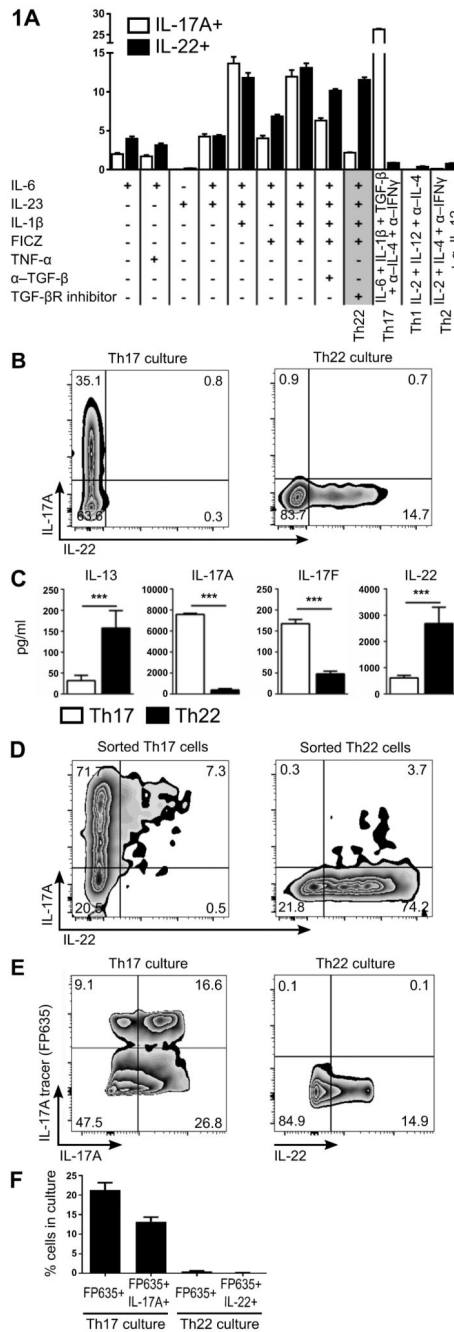 1A
IL-17A+
IL-22+
15
10
5
0
IL-6 + + - + + + + + +
IL-23 - - + + + + + + +
IL-1β - - - - + - + + +
FICZ - - - - - + + + +
TNF-α +
α–TGF-β +
TGF-βR inhibitor +
Th22
IL-6 + IL-1β + TGF-β
+ α–IL-4 + α–IFNγ
Th17
IL-2 + IL-12 + α–IL-4
Th1
IL-2 + IL-4 + α–IFNγ
Th2
B
Th17 culture
Th22 culture
35.1
0.8
0.9
0.7
63.6
0.3
83.7
14.7
IL-17A
IL-22
C
IL-13
IL-17A
IL-17F
IL-22
pg/ml
250
200
150
100
50
0
10000
8000
6000
4000
2000
0
250
200
150
100
50
0
4000
3000
2000
1000
0
***
***
***
***
Th17
Th22
D
Sorted Th17 cells
Sorted Th22 cells
71.7
7.3
0.3
3.7
20.5
0.5
21.8
74.2
IL-17A
IL-22
E
Th17 culture
Th22 culture
9.1
16.6
0.1
0.1
47.5
26.8
84.9
14.9
IL-17A tracer (FP635)
IL-17A
IL-22
F
% cells in culture
25
20
15
10
5
0
FP635+
FP635+
IL-17A+
FP635+
FP635+
IL-22+
Th17 culture
Th22 culture